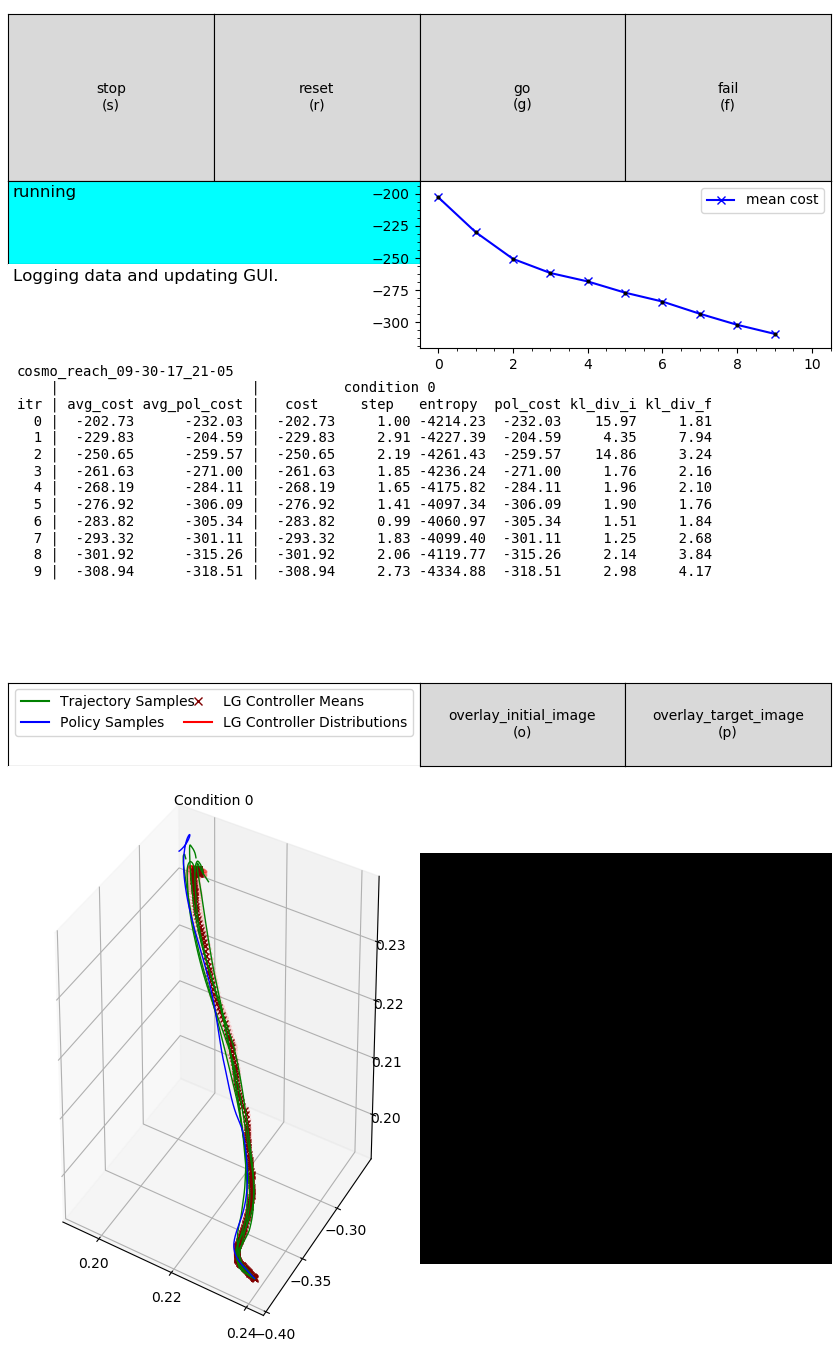 stop
(s)
reset
(r)
go
(g)
fail
(f)
running
Logging data and updating GUI.
−200
−225
−250
−275
−300
mean cost
0 2 4 6 8 10
cosmo_reach_09-30-17_21-05
| | condition 0
itr | avg_cost avg_pol_cost | cost step entropy pol_cost kl_div_i kl_div_f
0 | -202.73 -232.03 | -202.73 1.00 -4214.23 -232.03 15.97 1.81
1 | -229.83 -204.59 | -229.83 2.91 -4227.39 -204.59 4.35 7.94
2 | -250.65 -259.57 | -250.65 2.19 -4261.43 -259.57 14.86 3.24
3 | -261.63 -271.00 | -261.63 1.85 -4236.24 -271.00 1.76 2.16
4 | -268.19 -284.11 | -268.19 1.65 -4175.82 -284.11 1.96 2.10
5 | -276.92 -306.09 | -276.92 1.41 -4097.34 -306.09 1.90 1.76
6 | -283.82 -305.34 | -283.82 0.99 -4060.97 -305.34 1.51 1.84
7 | -293.32 -301.11 | -293.32 1.83 -4099.40 -301.11 1.25 2.68
8 | -301.92 -315.26 | -301.92 2.06 -4119.77 -315.26 2.14 3.84
9 | -308.94 -318.51 | -308.94 2.73 -4334.88 -318.51 2.98 4.17
Trajectory Samples
Policy Samples
LG Controller Means
LG Controller Distributions
overlay_initial_image
(o)
overlay_target_image
(p)
Condition 0
0.23
0.22
0.21
0.20
−0.30
−0.35
−0.40
0.20
0.22
0.24